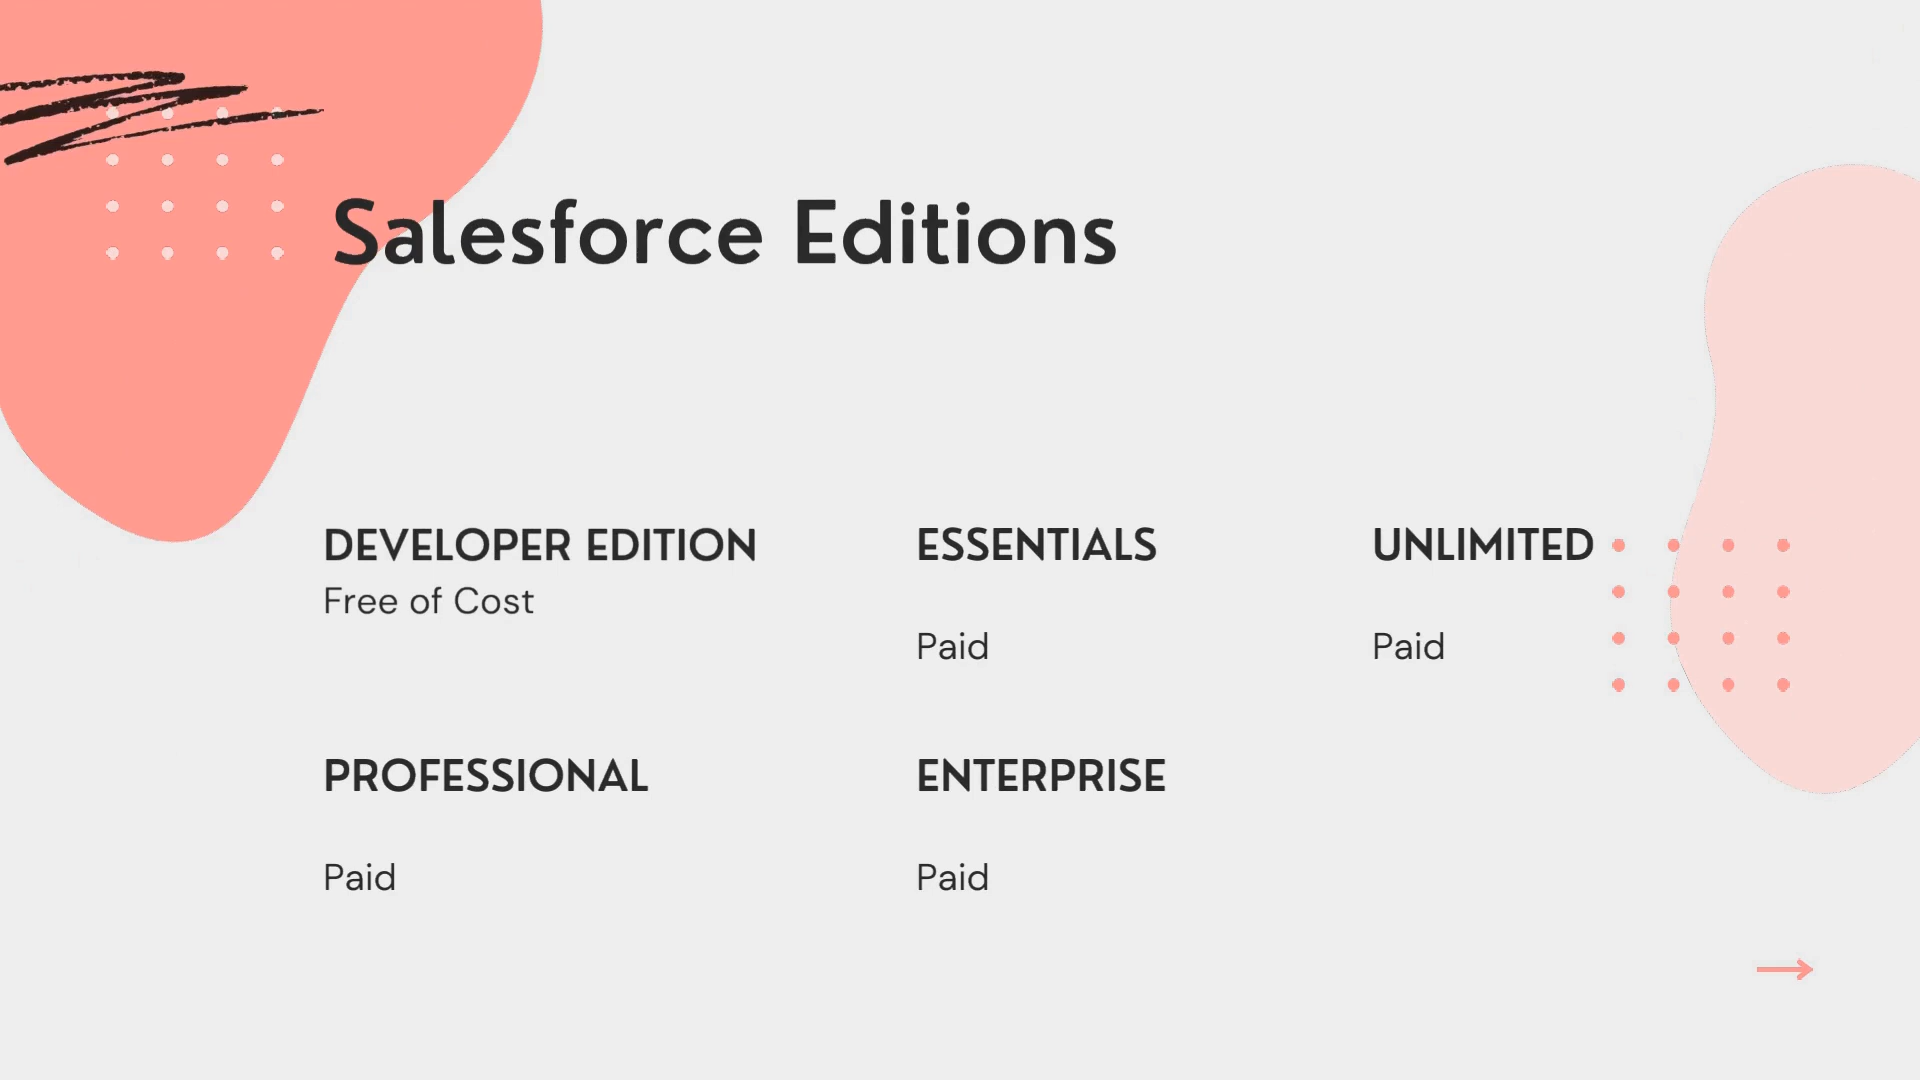 Salesforce Editions
DEVELOPER EDITION
Free of Cost
ESSENTIALS
Paid
UNLIMITED
Paid
PROFESSIONAL
Paid
ENTERPRISE
Paid